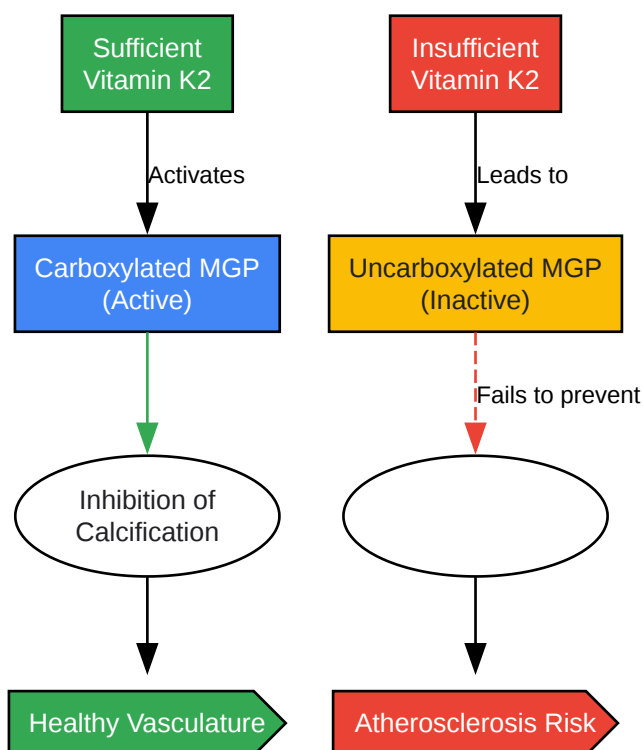 Sufficient
Vitamin K2
Activates
Carboxylated MGP
(Active)
Inhibition of
Calcification
Healthy Vasculature
Insufficient
Vitamin K2
Leads to
Uncarboxylated MGP
(Inactive)
Fails to prevent
Atherosclerosis Risk